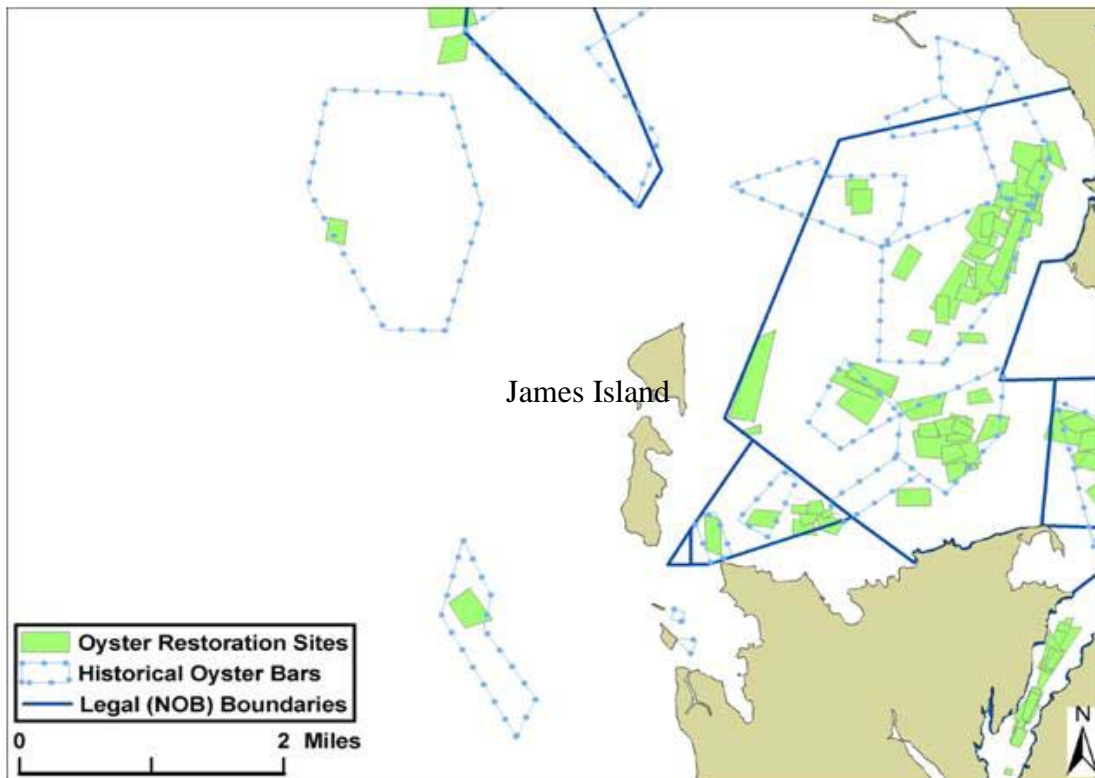 James Island
Oyster Restoration Sites
Historical Oyster Bars
Legal (NOB) Boundaries
0 2 Miles
N